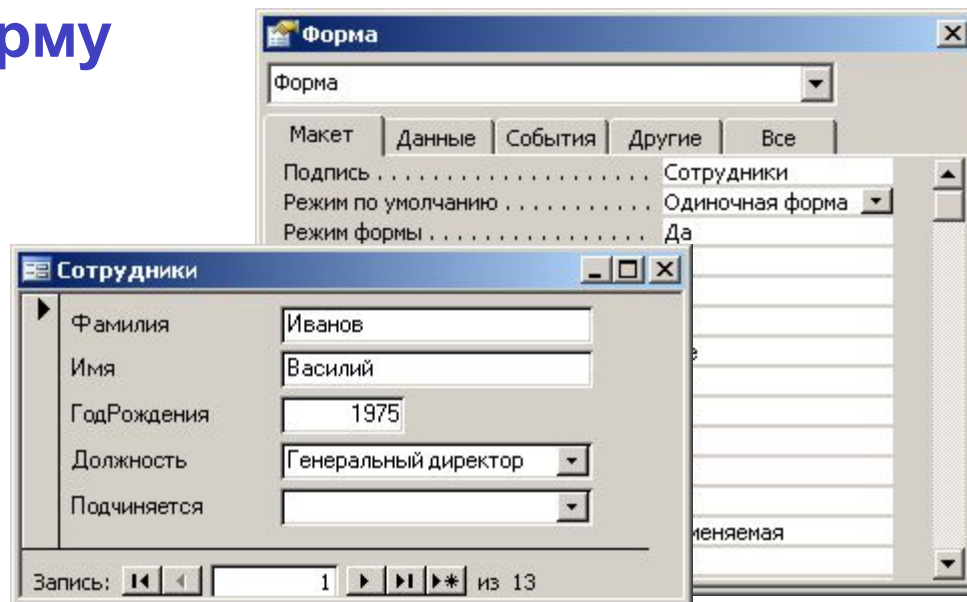 рму
Форма
Форма
Макет Данные События Другие Все
Подпись . . . . . . . . . . . . . . . . . . . . Сотрудники
Режим по умолчанию . . . . . . . . . . . Одиночная форма
Режим формы . . . . . . . . . . . . . . . . Да
Сотрудники
Фамилия Иванов
Имя Василий
ГодРождения 1975
Должность Генеральный директор
Подчиняется
меняемая
Запись: 1 из 13